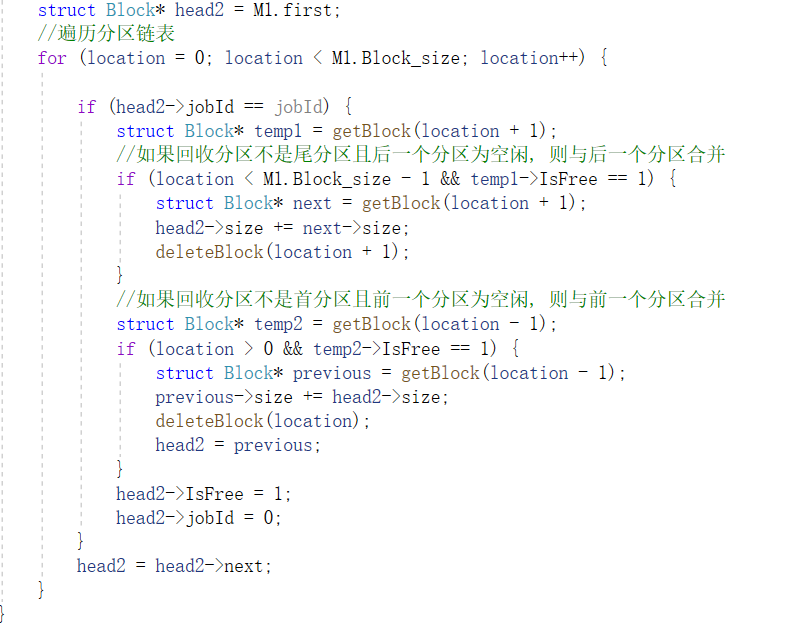 struct Block* head2 = M1.first;
//遍历分区链表
for (location = 0; location < M1.Block_size; location++) {
if (head2->jobId == jobId) {
struct Block* temp1 = getBlock(location + 1);
//如果回收分区不是尾分区且后一个分区为空闲, 则与后一个分区合并
if (location < M1.Block_size - 1 && temp1->IsFree == 1) {
struct Block* next = getBlock(location + 1);
head2->size += next->size;
deleteBlock(location + 1);
}
//如果回收分区不是首分区且前一个分区为空闲, 则与前一个分区合并
struct Block* temp2 = getBlock(location - 1);
if (location > 0 && temp2->IsFree == 1) {
struct Block* previous = getBlock(location - 1);
previous->size += head2->size;
deleteBlock(location);
head2 = previous;
}
head2->IsFree = 1;
head2->jobId = 0;
}
head2 = head2->next;
}
}